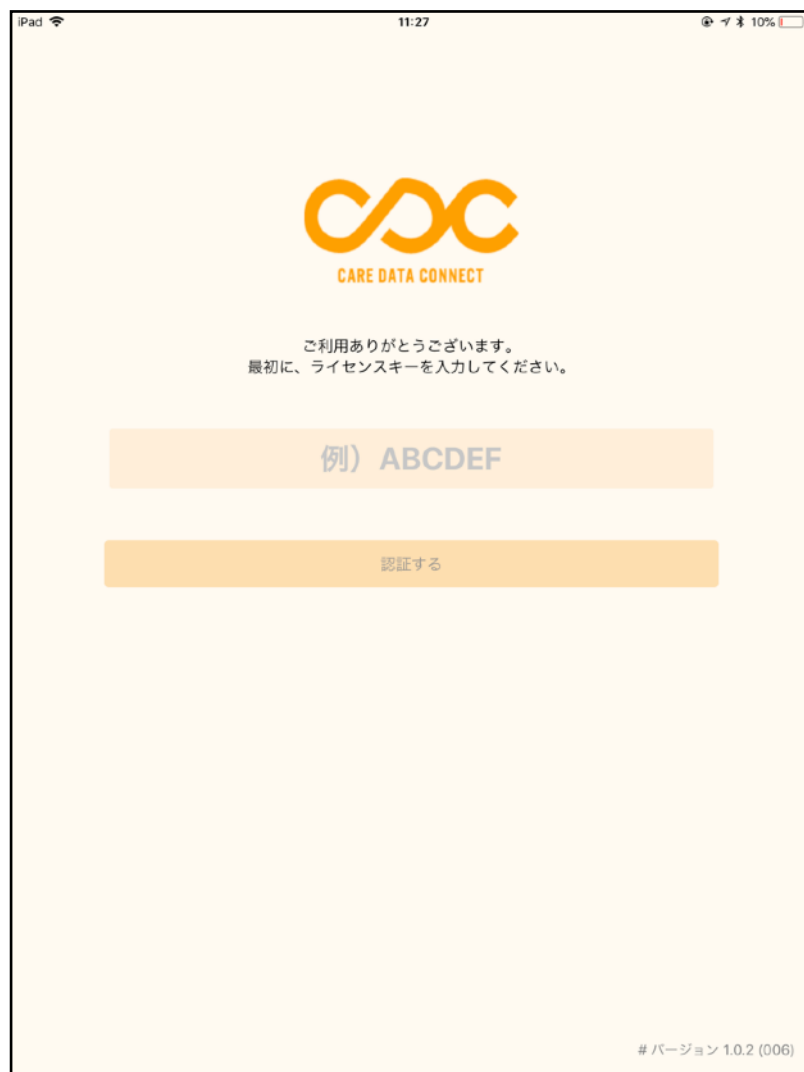 iPad 11:27 10%
CDC
CARE DATA CONNECT
ご利用ありがとうございます。
最初に、ライセンスキーを入力してください。
例）ABCDEF
認証する
# バージョン 1.0.2 (006)